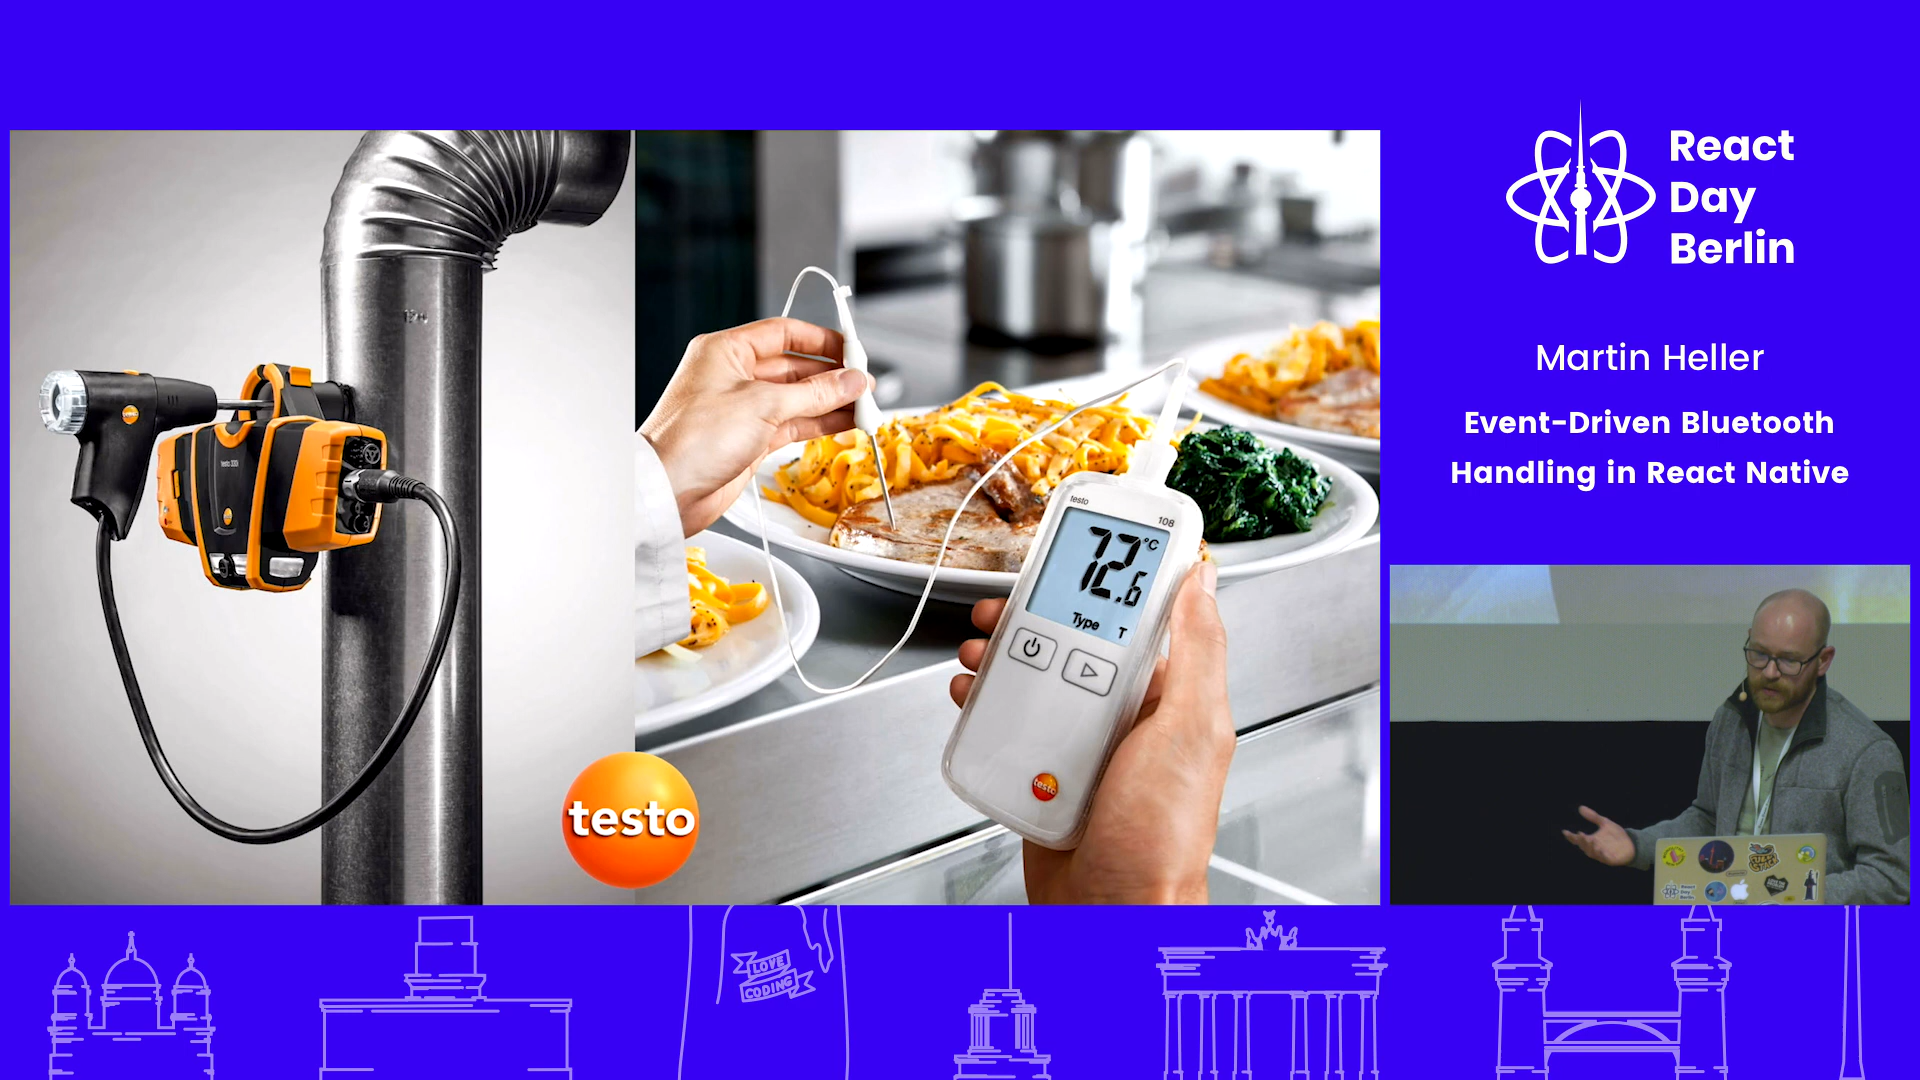 React
Day
Berlin
Martin Heller
Event-Driven Bluetooth
Handling in React Native
testo
testo
108
72.6 °C
Type T
testo
LOVE
CODING